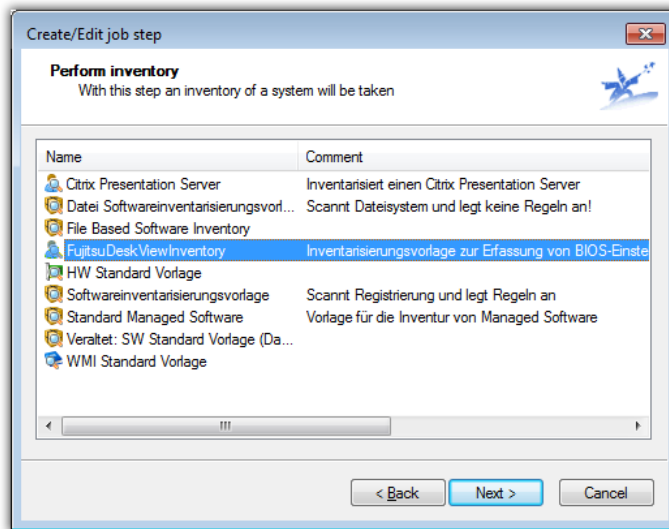 Create/Edit job step
Perform inventory
With this step an inventory of a system will be taken
Name Comment
Citrix Presentation Server Inventarisiert einen Citrix Presentation Server
Datei Softwareinventarisierungsvorl... Scannt Dateisystem und legt keine Regeln an!
File Based Software Inventory
FujitsuDeskViewInventory Inventarisierungsvorlage zur Erfassung von BIOS-Einste
HW Standard Vorlage
Softwareinventarisierungsvorlage Scannt Registrierung und legt Regeln an
Standard Managed Software Vorlage für die Inventur von Managed Software
Veraltet: SW Standard Vorlage (Da...
WMI Standard Vorlage
< Back Next > Cancel